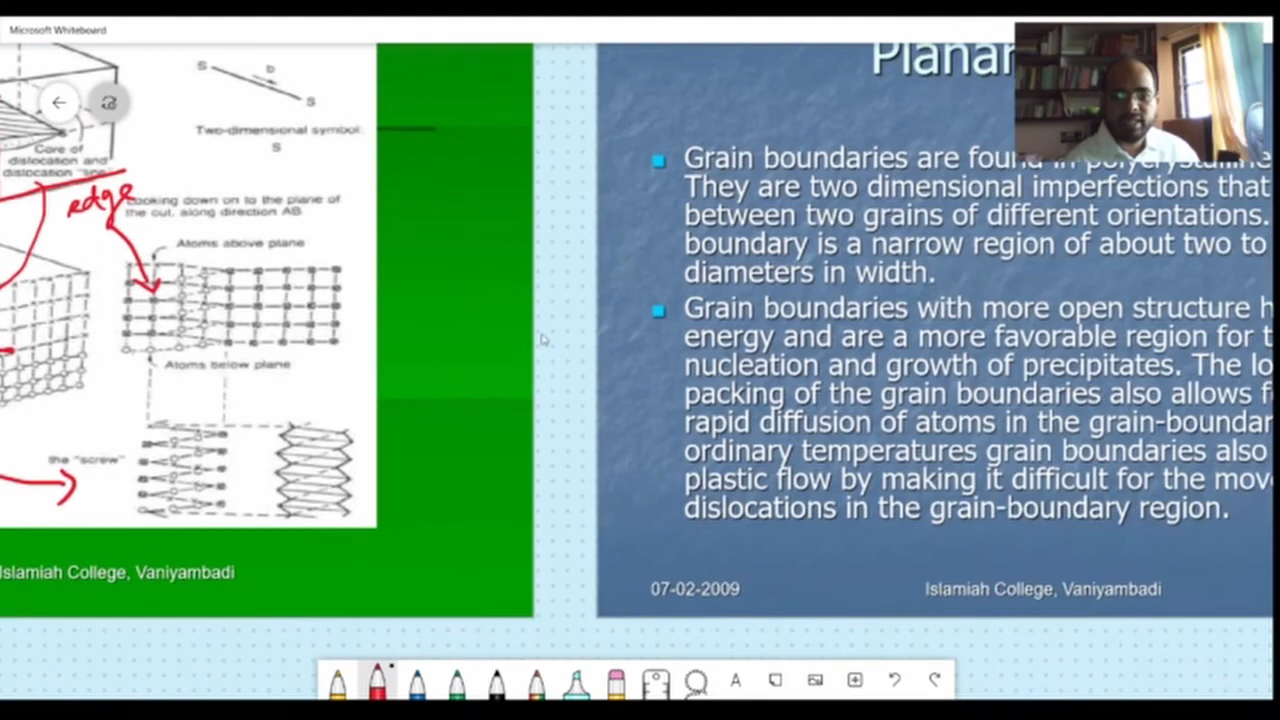 Microsoft Whiteboard
S
b
S
Two-dimensional symbol:
S
Core of
dislocation and
dislocation "line"
edge
Looking down on to the plane of
the cut, along direction AB
Atoms above plane
Atoms below plane
the "screw"
Islamiah College, Vaniyambadi
Planar
Grain boundaries are found in polycrystalline
They are two dimensional imperfections that
between two grains of different orientations.
boundary is a narrow region of about two to
diameters in width.
Grain boundaries with more open structure h
energy and are a more favorable region for t
nucleation and growth of precipitates. The lo
packing of the grain boundaries also allows f
rapid diffusion of atoms in the grain-boundar
ordinary temperatures grain boundaries also
plastic flow by making it difficult for the mov
dislocations in the grain-boundary region.
07-02-2009
Islamiah College, Vaniyambadi
A